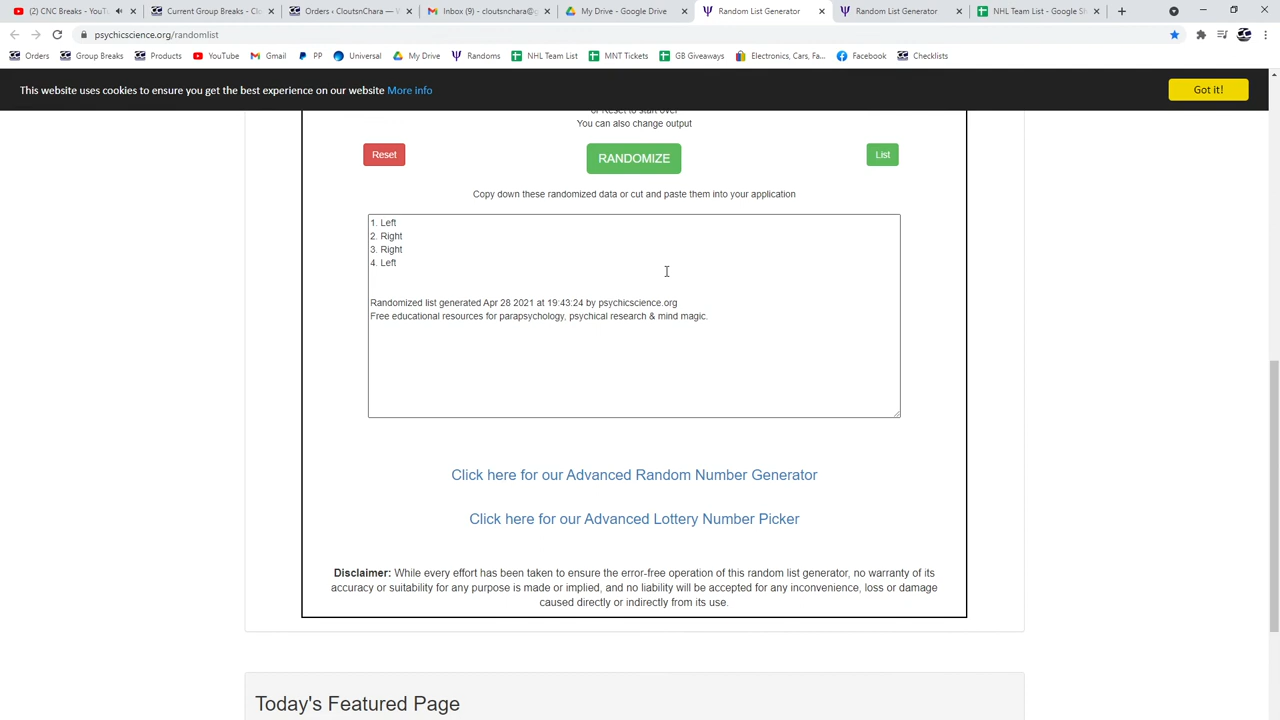 (2) CNC Breaks - YouT
Current Group Breaks - Cl
Orders ‹ CloutsnChara — W
Inbox (9) - cloutsnchara@g
My Drive - Google Drive
Random List Generator
Random List Generator
NHL Team List - Google Sh
psychicscience.org/randomlist
Orders
Group Breaks
Products
YouTube
Gmail
PP
Universal
My Drive
Randoms
NHL Team List
MNT Tickets
GB Giveaways
Electronics, Cars, Fa...
Facebook
Checklists
This website uses cookies to ensure you get the best experience on our website More info
Got it!
or Reset to start over
You can also change output
Reset
RANDOMIZE
List
Copy down these randomized data or cut and paste them into your application
1. Left
2. Right
3. Right
4. Left
Randomized list generated Apr 28 2021 at 19:43:24 by psychicscience.org
Free educational resources for parapsychology, psychical research & mind magic.
Click here for our Advanced Random Number Generator
Click here for our Advanced Lottery Number Picker
Disclaimer: While every effort has been taken to ensure the error-free operation of this random list generator, no warranty of its
accuracy or suitability for any purpose is made or implied, and no liability will be accepted for any inconvenience, loss or damage
caused directly or indirectly from its use.
Today's Featured Page